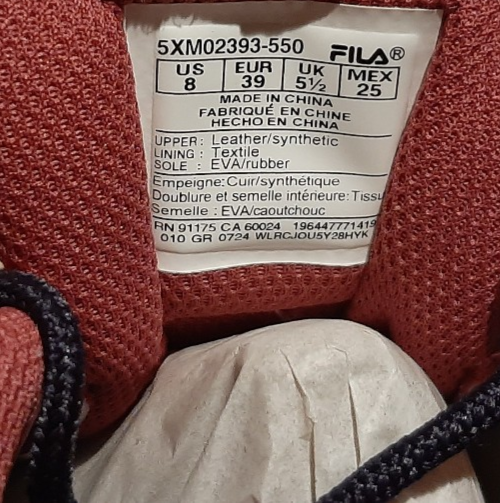 5XM02393-550 FILA®
US EUR UK MEX
8 39 5½ 25
MADE IN CHINA
FABRIQUÉ EN CHINE
HECHO EN CHINA
UPPER: Leather/synthetic
LINING : Textile
SOLE : EVA/rubber
Empeigne:Cuir/synthétique
Doublure et semelle intérieure:Tissu
Semelle : EVA/caoutchouc
RN 91175 CA 60024 196447771419
010 GR 0724 WLRCJOU5Y28HYK